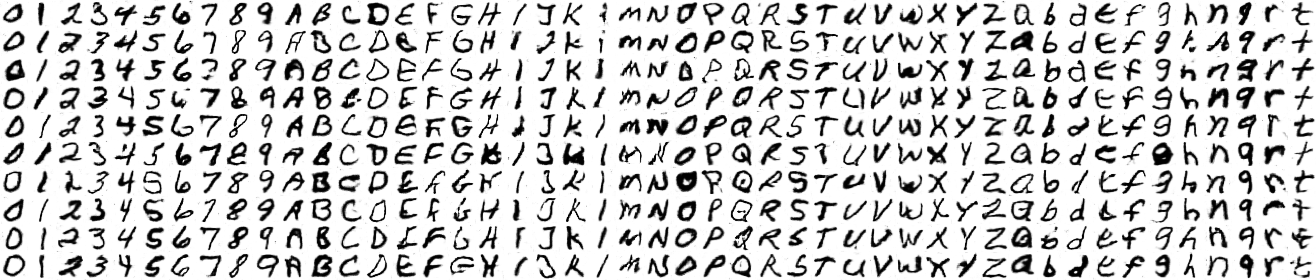 0 1 2 3 4 5 6 7 8 9 A B C D E F G H I J K i m N O P Q R S T U V W X Y Z a b d e f g h n q r t
0 1 2 3 4 5 6 7 8 9 A B C D E F G H I J K i m N O P Q R S T U V W X Y Z a b d e f g h n q r t
0 1 2 3 4 5 6 7 8 9 A B C D E F G H I J K l m N O P Q R S T U V W X Y Z a b d e f g h n q r t
0 1 2 3 4 5 6 7 8 9 A B C D E F G H I J K l m N O P Q R S T U V W X Y Z a b d e f g h n q r t
0 1 2 3 4 5 6 7 8 9 A B C D E F G H I J K l m N O P Q R S T U V W X Y Z a b d e f g h n q r t
0 1 2 3 4 5 6 7 8 9 A B C D E F G H I J K l m N O P Q R S T U V W X Y Z a b d e f g h n q r t
0 1 2 3 4 5 6 7 8 9 A B C D E F G H I J K l m N O P Q R S T U V W X Y Z a b d e f g h n q r t
0 1 2 3 4 5 6 7 8 9 A B C D E F G H I J K l m N O P Q R S T U V W X Y Z a b d e f g h n q r t
0 1 2 3 4 5 6 7 8 9 A B C D E F G H I J K l m N O P Q R S T U V W X Y Z a b d e f g h n q r t
0 1 2 3 4 5 6 7 8 9 A B C D E F G H I J K l m N O P Q R S T U V W X Y Z a b d e f g h n q r t